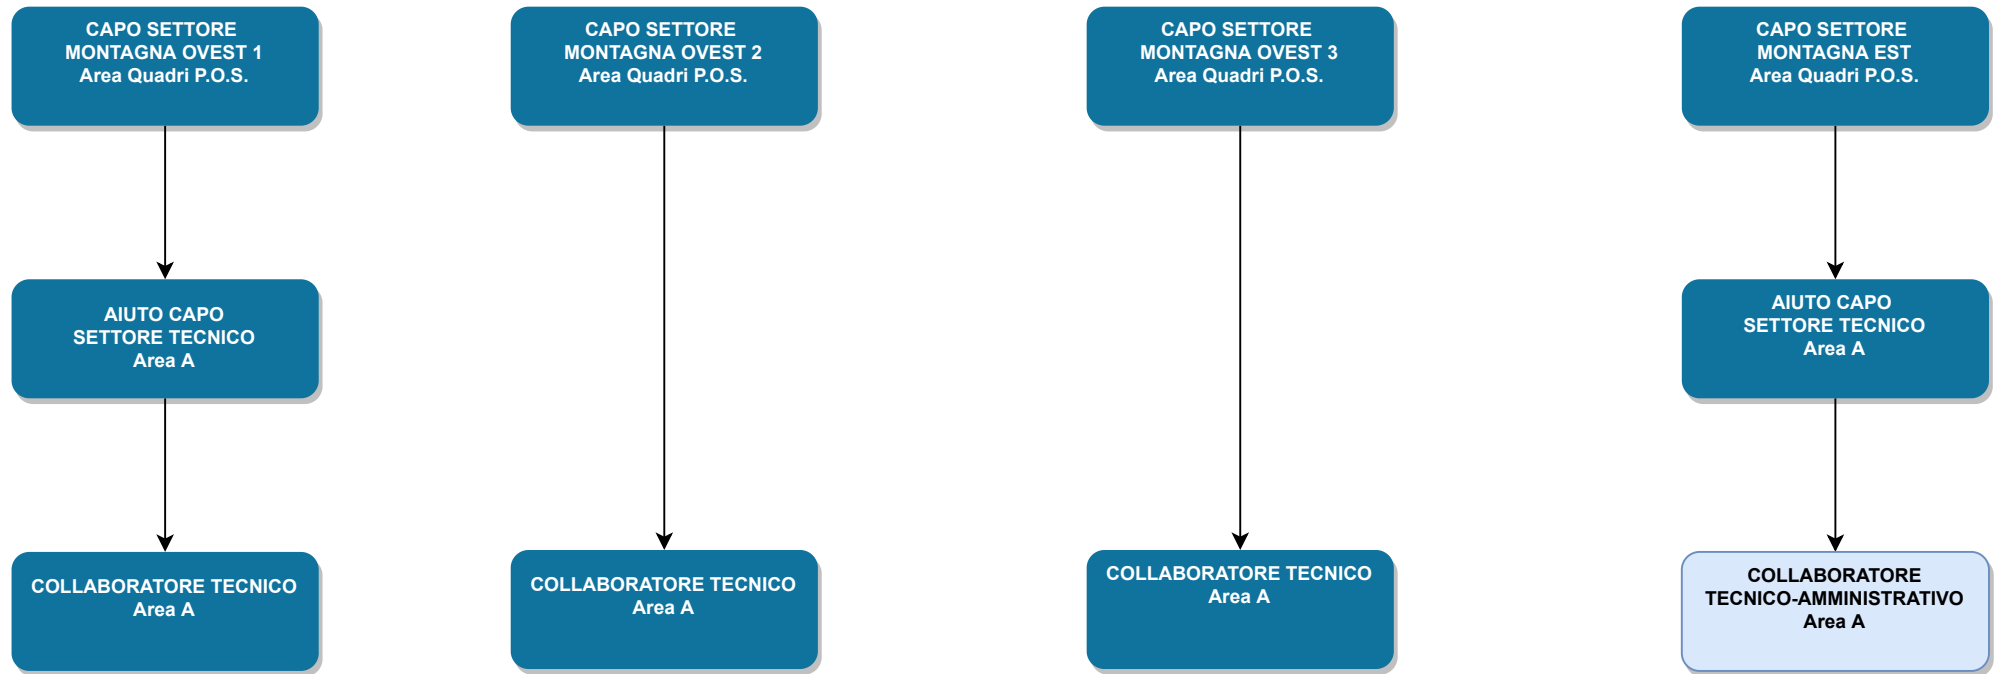 CAPO SETTORE
MONTAGNA OVEST 1
Area Quadri P.O.S.
CAPO SETTORE
MONTAGNA OVEST 2
Area Quadri P.O.S.
CAPO SETTORE
MONTAGNA OVEST 3
Area Quadri P.O.S.
CAPO SETTORE
MONTAGNA EST
Area Quadri P.O.S.
AIUTO CAPO
SETTORE TECNICO
Area A
AIUTO CAPO
SETTORE TECNICO
Area A
COLLABORATORE TECNICO
Area A
COLLABORATORE TECNICO
Area A
COLLABORATORE TECNICO
Area A
COLLABORATORE
TECNICO-AMMINISTRATIVO
Area A